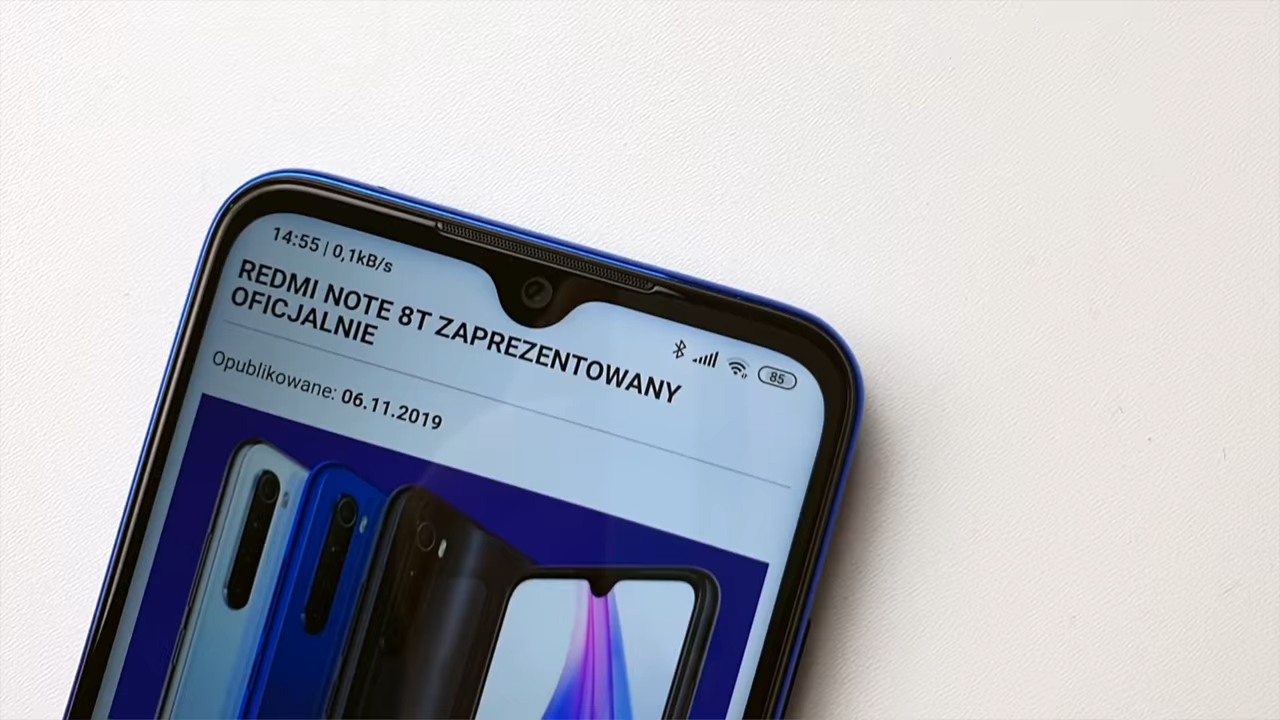 14:55 | 0,1kB/s
85
REDMI NOTE 8T ZAPREZENTOWANY
OFICJALNIE
Opublikowane: 06.11.2019